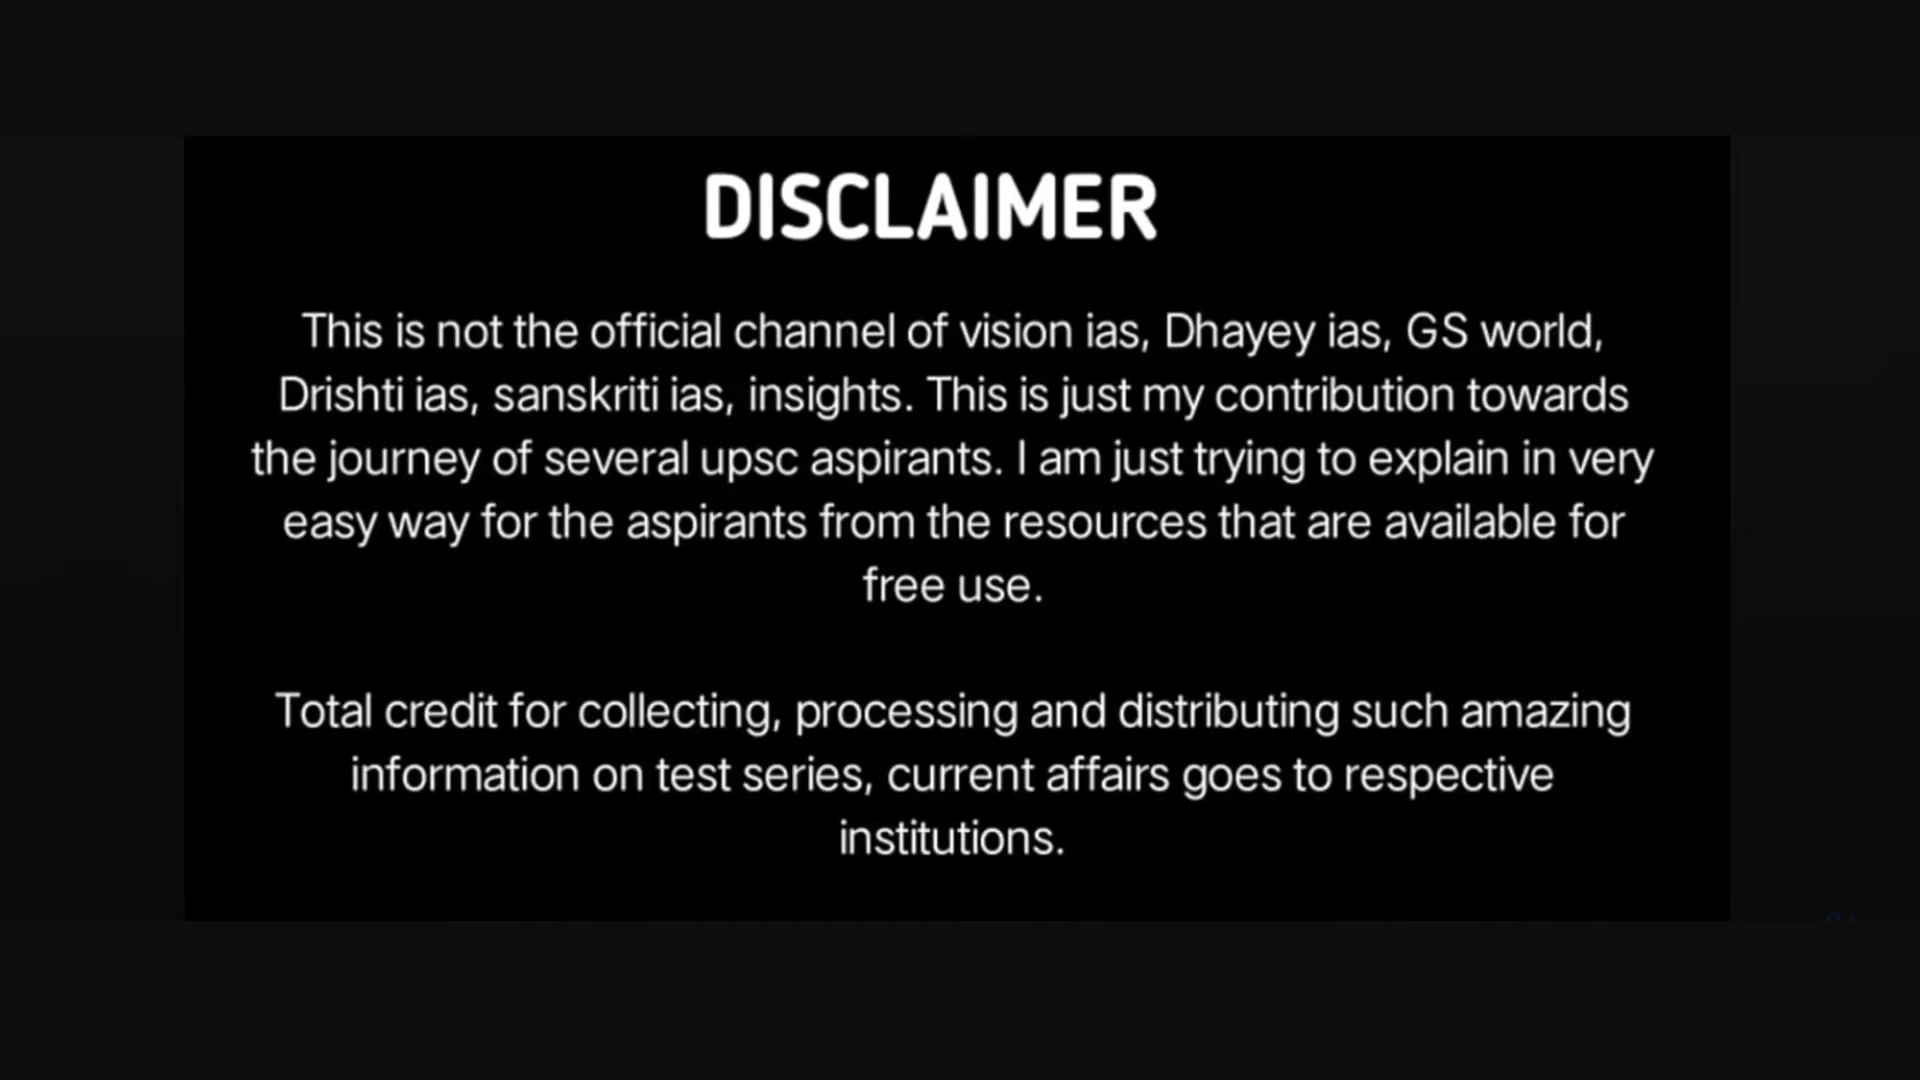 DISCLAIMER
This is not the official channel of vision ias, Dhayey ias, GS world,
Drishti ias, sanskriti ias, insights. This is just my contribution towards
the journey of several upsc aspirants. I am just trying to explain in very
easy way for the aspirants from the resources that are available for
free use.
Total credit for collecting, processing and distributing such amazing
information on test series, current affairs goes to respective
institutions.